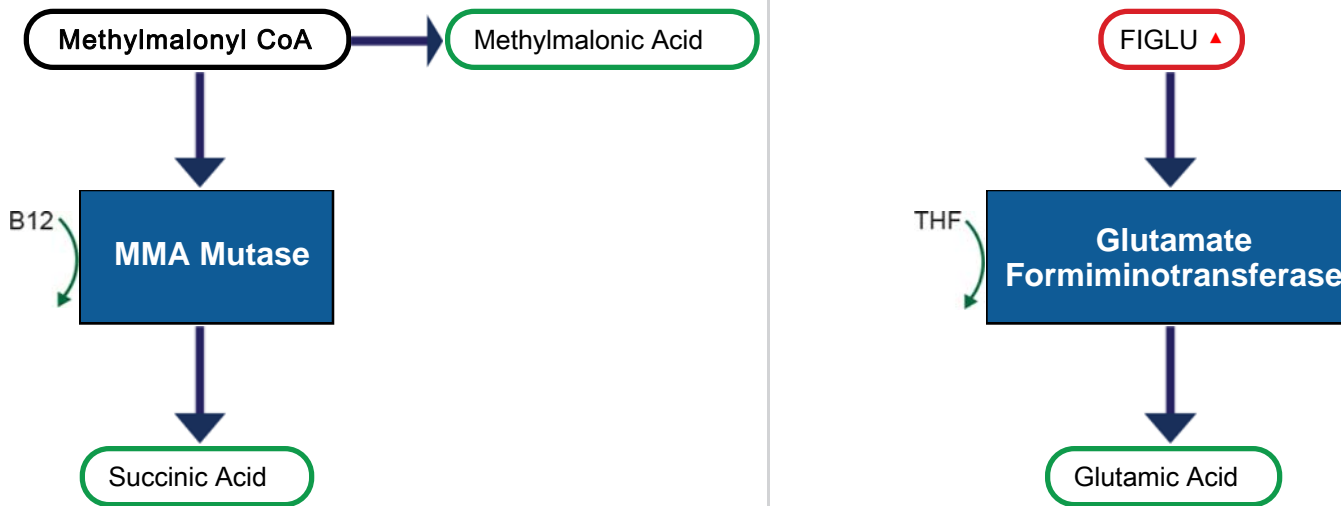 Methylmalonyl CoA
Methylmalonic Acid
B12
MMA Mutase
Succinic Acid
FIGLU ▲
THF
Glutamate
Formiminotransferase
Glutamic Acid